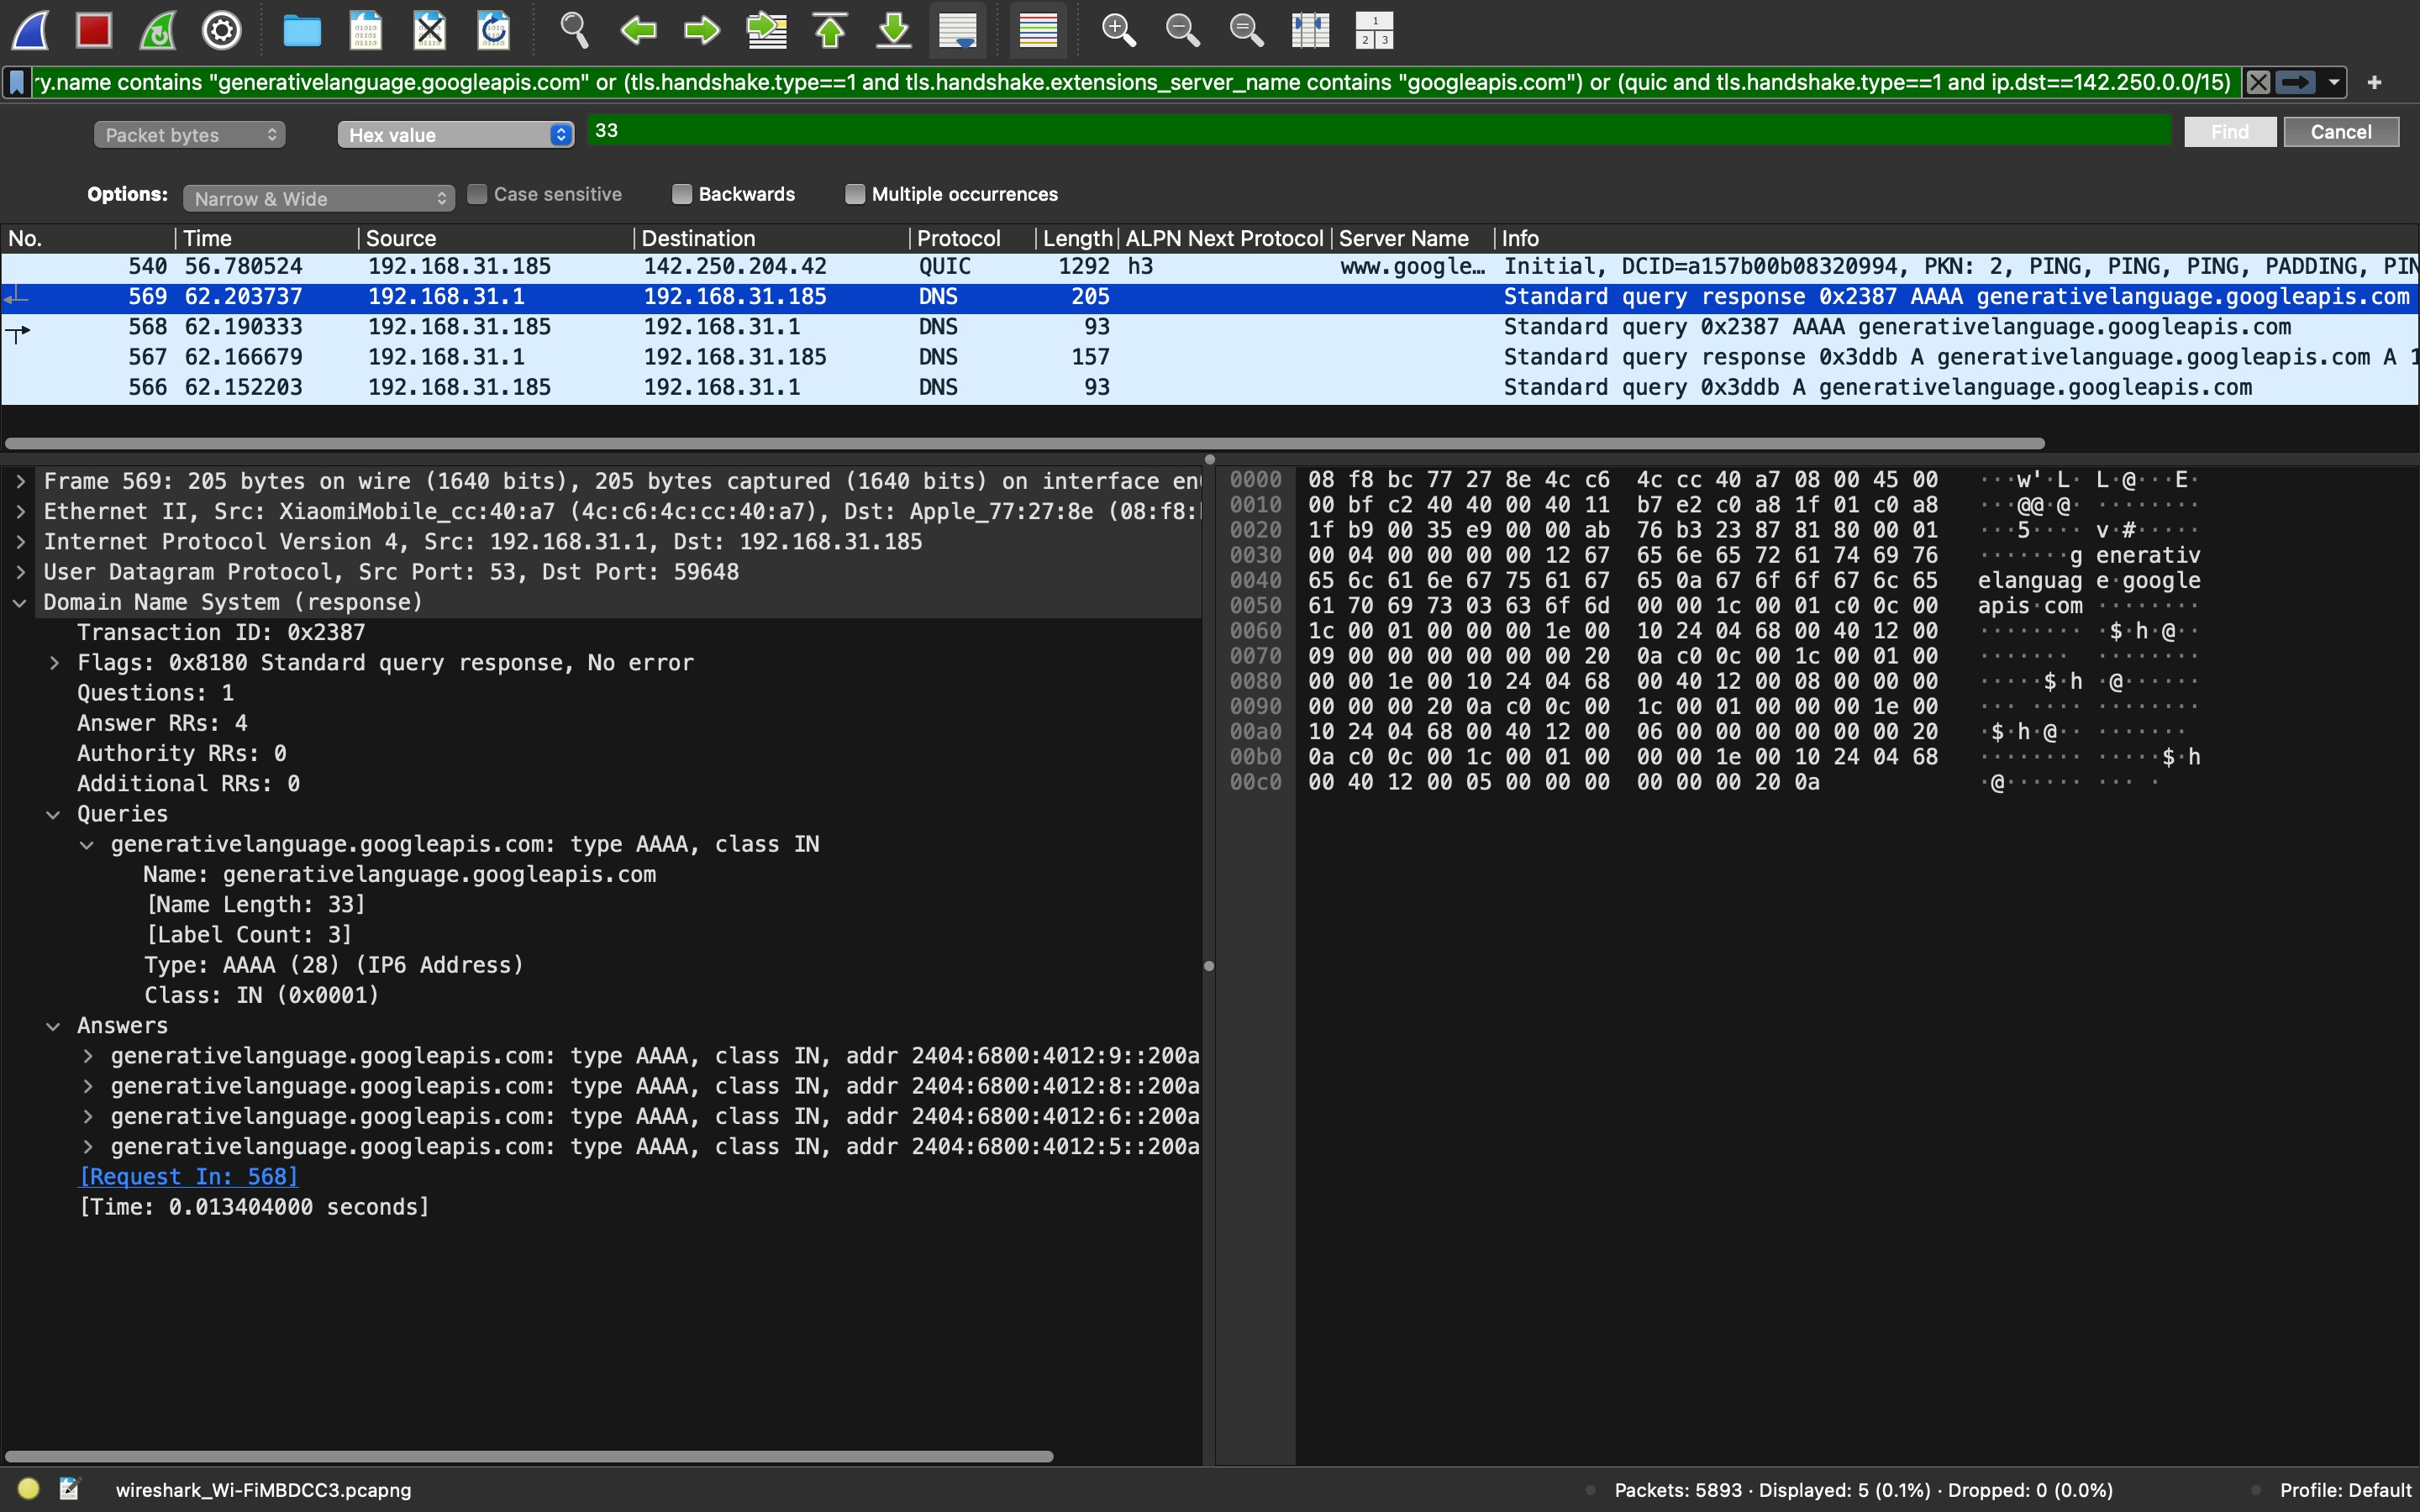 1
2 3
ry.name contains "generativelanguage.googleapis.com" or (tls.handshake.type==1 and tls.handshake.extensions_server_name contains "googleapis.com") or (quic and tls.handshake.type==1 and ip.dst==142.250.0.0/15)
Packet bytes Hex value 33 Find Cancel
Options: Narrow & Wide Case sensitive Backwards Multiple occurrences
No. Time Source Destination Protocol Length ALPN Next Protocol Server Name Info
540 56.780524 192.168.31.185 142.250.204.42 QUIC 1292 h3 www.google… Initial, DCID=a157b00b08320994, PKN: 2, PING, PING, PING, PADDING, PIN
569 62.203737 192.168.31.1 192.168.31.185 DNS 205 Standard query response 0x2387 AAAA generativelanguage.googleapis.com
568 62.190333 192.168.31.185 192.168.31.1 DNS 93 Standard query 0x2387 AAAA generativelanguage.googleapis.com
567 62.166679 192.168.31.1 192.168.31.185 DNS 157 Standard query response 0x3ddb A generativelanguage.googleapis.com A 1
566 62.152203 192.168.31.185 192.168.31.1 DNS 93 Standard query 0x3ddb A generativelanguage.googleapis.com
Frame 569: 205 bytes on wire (1640 bits), 205 bytes captured (1640 bits) on interface en
Ethernet II, Src: XiaomiMobile_cc:40:a7 (4c:c6:4c:cc:40:a7), Dst: Apple_77:27:8e (08:f8:
Internet Protocol Version 4, Src: 192.168.31.1, Dst: 192.168.31.185
User Datagram Protocol, Src Port: 53, Dst Port: 59648
Domain Name System (response)
Transaction ID: 0x2387
Flags: 0x8180 Standard query response, No error
Questions: 1
Answer RRs: 4
Authority RRs: 0
Additional RRs: 0
Queries
generativelanguage.googleapis.com: type AAAA, class IN
Name: generativelanguage.googleapis.com
[Name Length: 33]
[Label Count: 3]
Type: AAAA (28) (IP6 Address)
Class: IN (0x0001)
Answers
generativelanguage.googleapis.com: type AAAA, class IN, addr 2404:6800:4012:9::200a
generativelanguage.googleapis.com: type AAAA, class IN, addr 2404:6800:4012:8::200a
generativelanguage.googleapis.com: type AAAA, class IN, addr 2404:6800:4012:6::200a
generativelanguage.googleapis.com: type AAAA, class IN, addr 2404:6800:4012:5::200a
[Request In: 568]
[Time: 0.013404000 seconds]
0000 08 f8 bc 77 27 8e 4c c6 4c cc 40 a7 08 00 45 00 ···w'·L· L·@···E·
0010 00 bf c2 40 40 00 40 11 b7 e2 c0 a8 1f 01 c0 a8 ···@@·@· ········
0020 1f b9 00 35 e9 00 00 ab 76 b3 23 87 81 80 00 01 ···5···· v·#·····
0030 00 04 00 00 00 00 12 67 65 6e 65 72 61 74 69 76 ·······g enerativ
0040 65 6c 61 6e 67 75 61 67 65 0a 67 6f 6f 67 6c 65 elanguag e·google
0050 61 70 69 73 03 63 6f 6d 00 00 1c 00 01 c0 0c 00 apis·com ········
0060 1c 00 01 00 00 00 1e 00 10 24 04 68 00 40 12 00 ········ ·$·h·@··
0070 09 00 00 00 00 00 00 20 0a c0 0c 00 1c 00 01 00 ······· ········
0080 00 00 1e 00 10 24 04 68 00 40 12 00 08 00 00 00 ·····$·h ·@······
0090 00 00 00 20 0a c0 0c 00 1c 00 01 00 00 00 1e 00 ··· ···· ········
00a0 10 24 04 68 00 40 12 00 06 00 00 00 00 00 00 20 ·$·h·@·· ·······
00b0 0a c0 0c 00 1c 00 01 00 00 00 1e 00 10 24 04 68 ········ ·····$·h
00c0 00 40 12 00 05 00 00 00 00 00 00 20 0a ·@······ ··· ·
wireshark_Wi-FiMBDCC3.pcapng Packets: 5893 · Displayed: 5 (0.1%) · Dropped: 0 (0.0%) Profile: Default